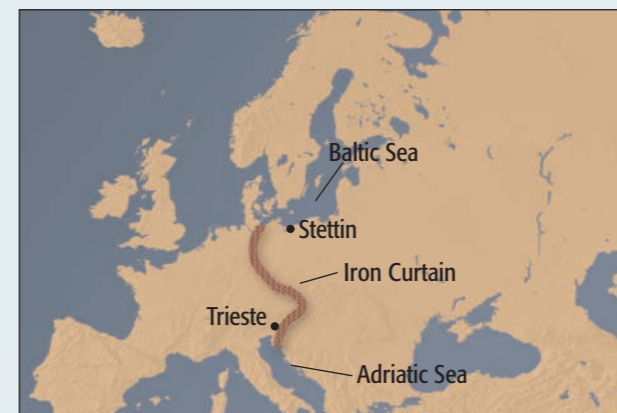 Baltic Sea
Stettin
Iron Curtain
Trieste
Adriatic Sea